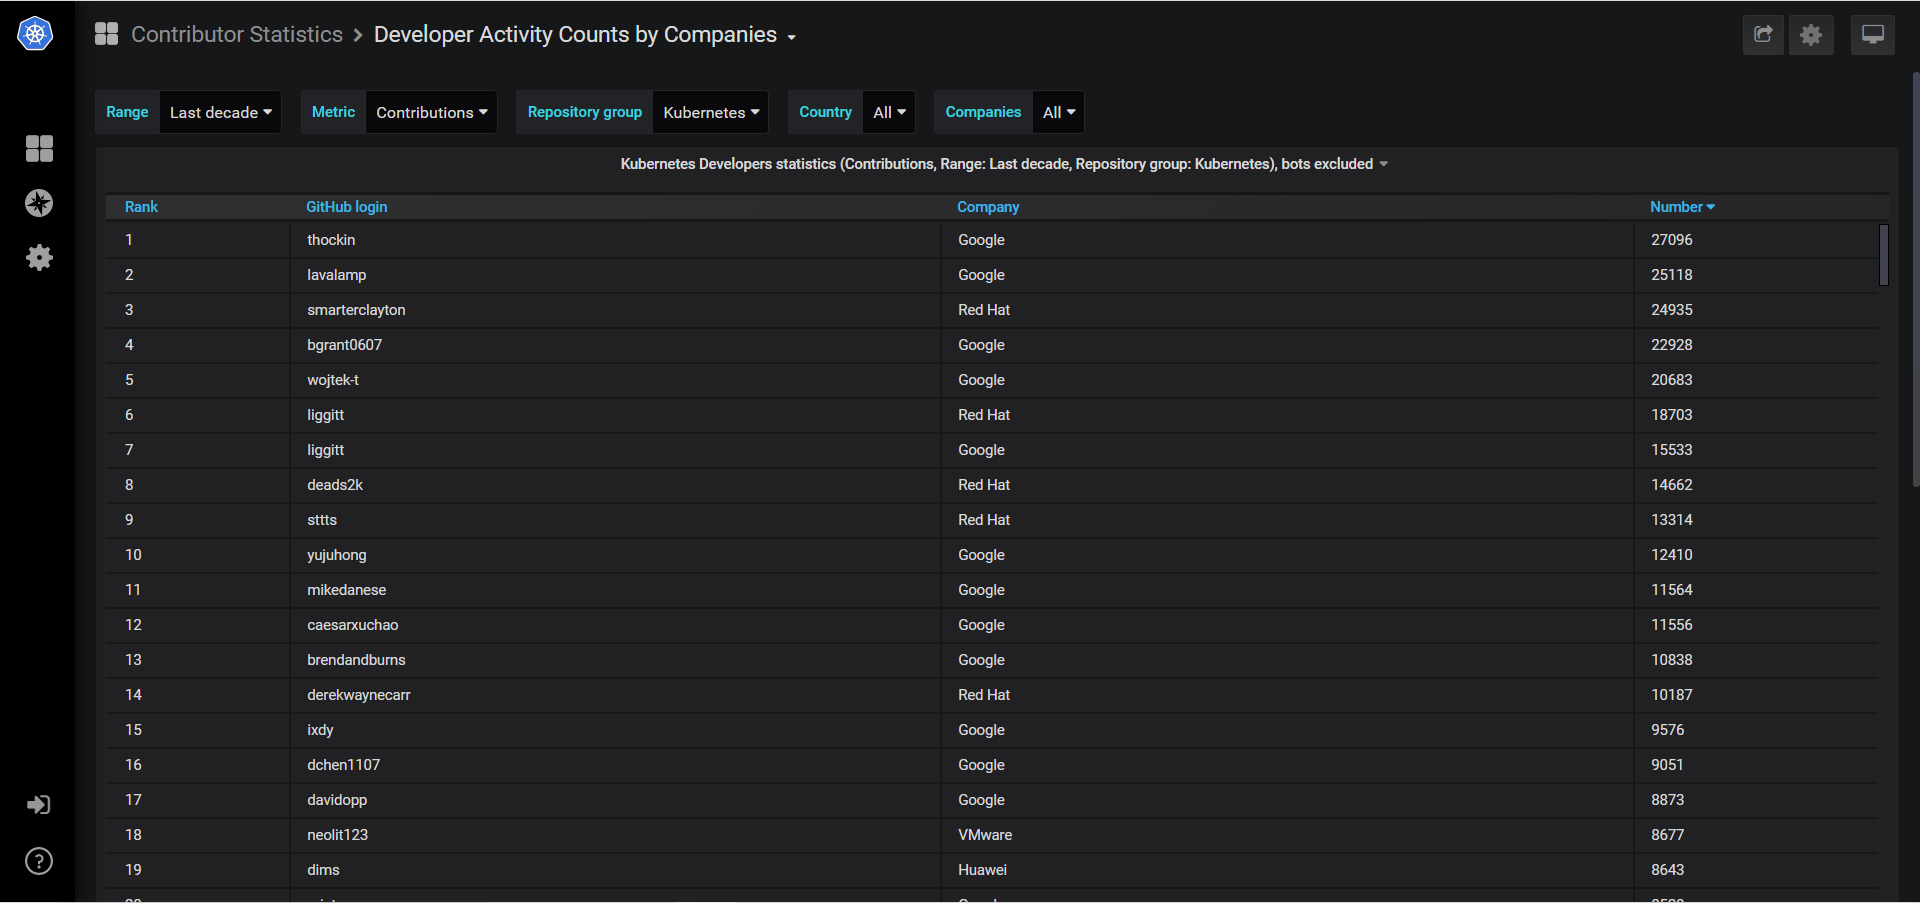 Contributor Statistics > Developer Activity Counts by Companies
Range Last decade Metric Contributions Repository group Kubernetes Country All Companies All
Kubernetes Developers statistics (Contributions, Range: Last decade, Repository group: Kubernetes), bots excluded
Rank GitHub login Company Number
1 thockin Google 27096
2 lavalamp Google 25118
3 smarterclayton Red Hat 24935
4 bgrant0607 Google 22928
5 wojtek-t Google 20683
6 liggitt Red Hat 18703
7 liggitt Google 15533
8 deads2k Red Hat 14662
9 sttts Red Hat 13314
10 yujuhong Google 12410
11 mikedanese Google 11564
12 caesarxuchao Google 11556
13 brendandburns Google 10838
14 derekwaynecarr Red Hat 10187
15 ixdy Google 9576
16 dchen1107 Google 9051
17 davidopp Google 8873
18 neolit123 VMware 8677
19 dims Huawei 8643